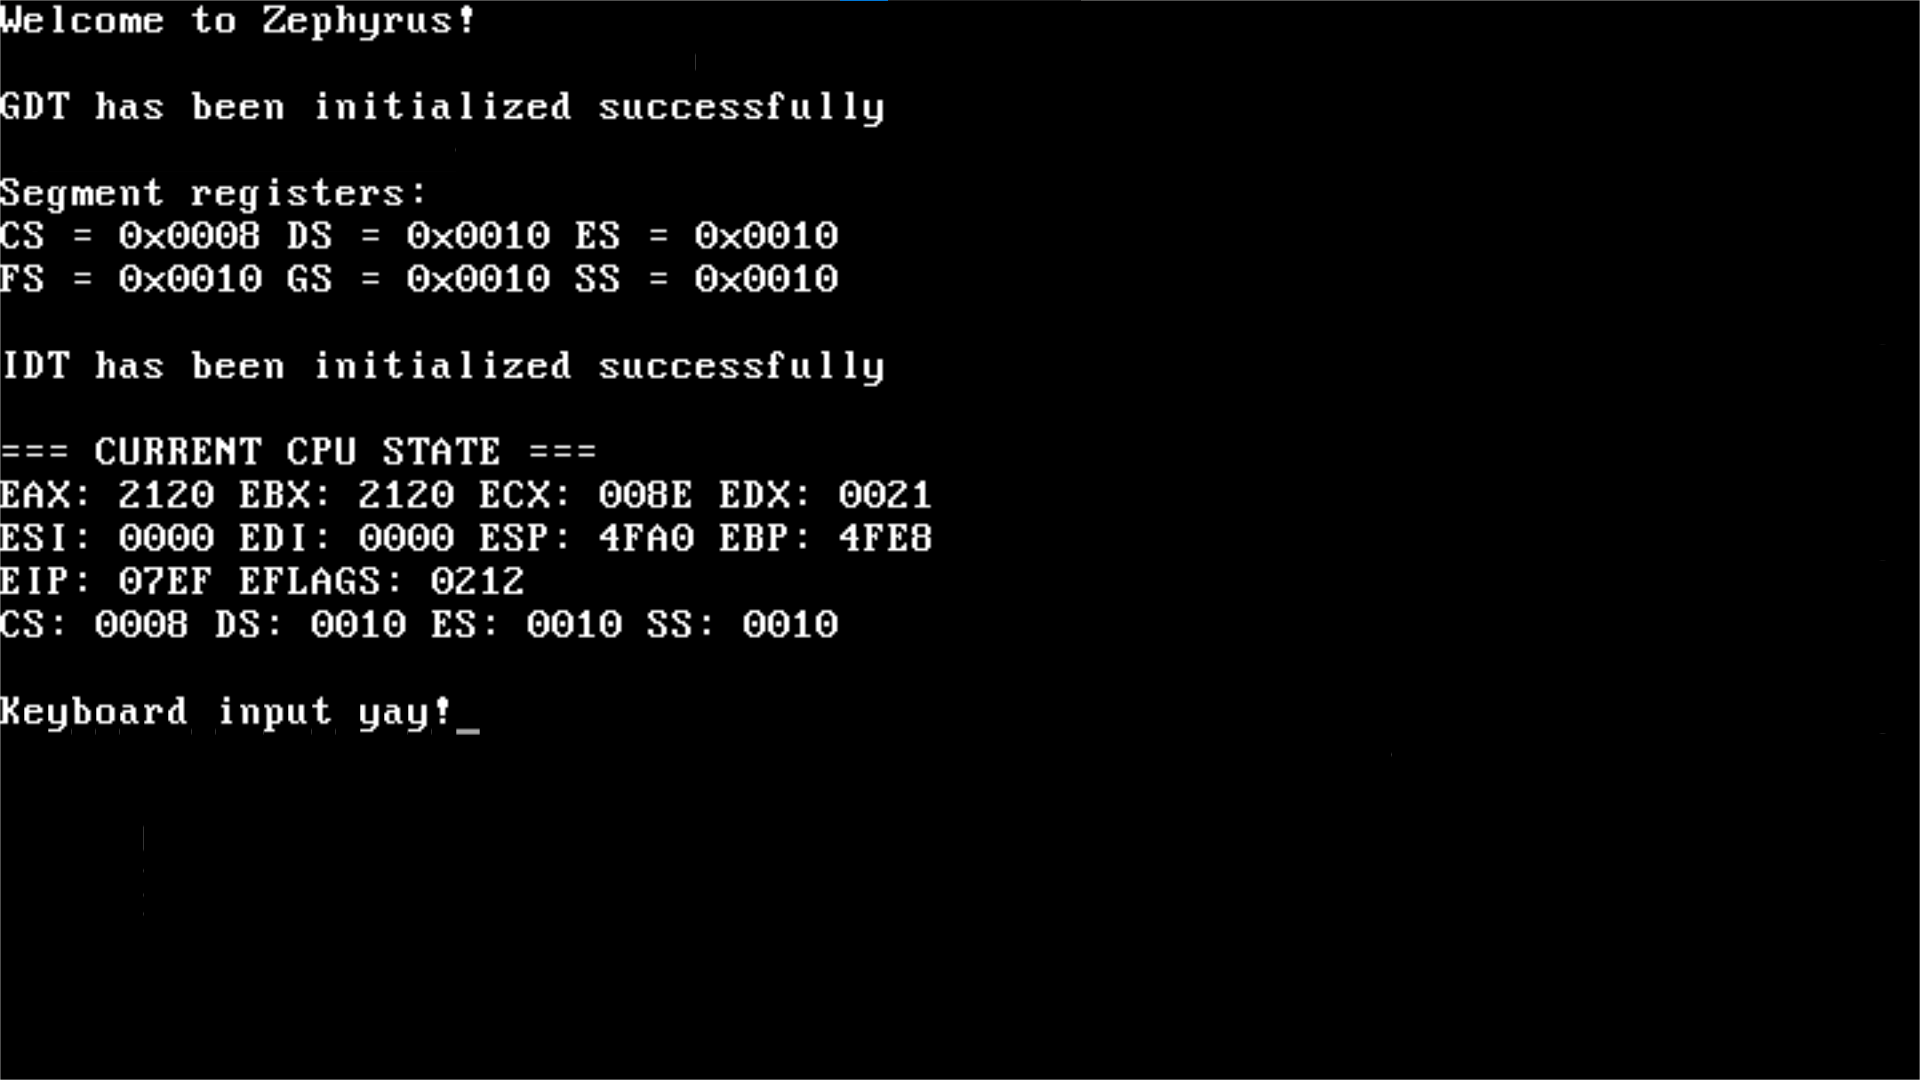 Welcome to Zephyrus!
GDT has been initialized successfully
Segment registers:
CS = 0x0008 DS = 0x0010 ES = 0x0010
FS = 0x0010 GS = 0x0010 SS = 0x0010
IDT has been initialized successfully
=== CURRENT CPU STATE ===
EAX: 2120 EBX: 2120 ECX: 008E EDX: 0021
ESI: 0000 EDI: 0000 ESP: 4FA0 EBP: 4FE8
EIP: 07EF EFLAGS: 0212
CS: 0008 DS: 0010 ES: 0010 SS: 0010
Keyboard input yay!_